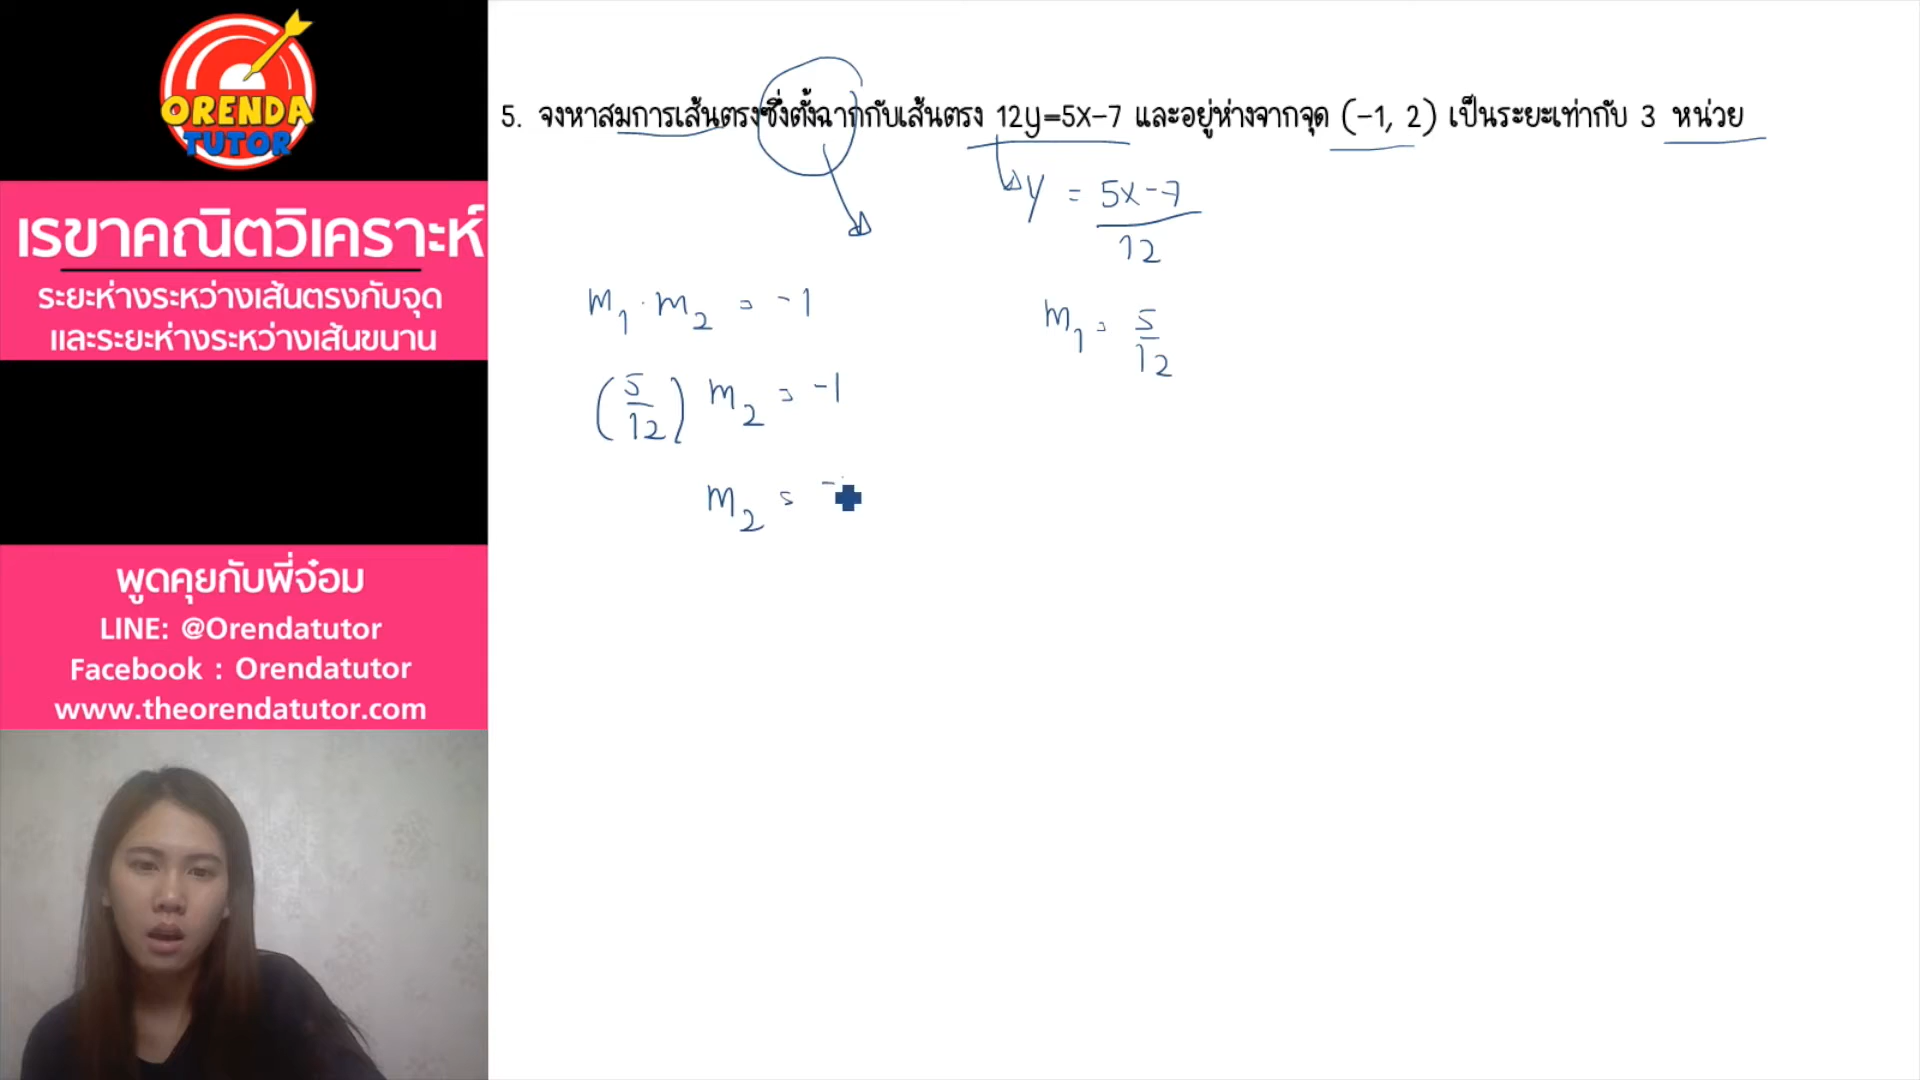 ORENDA
TUTOR
เรขาคณิตวิเคราะห์
ระยะห่างระหว่างเส้นตรงกับจุด
และระยะห่างระหว่างเส้นขนาน
พูดคุยกับพี่จ๋อม
LINE: @Orendatutor
Facebook : Orendatutor
www.theorendatutor.com
5. จงหาสมการเส้นตรงซึ่งตั้งฉากกับเส้นตรง 12y=5x-7 และอยู่ห่างจากจุด (-1, 2) เป็นระยะเท่ากับ 3 หน่วย
y = 5x-7
12
m₁ · m₂ = -1
m₁ = 5/12
(5/12) m₂ = -1
m₂ = -